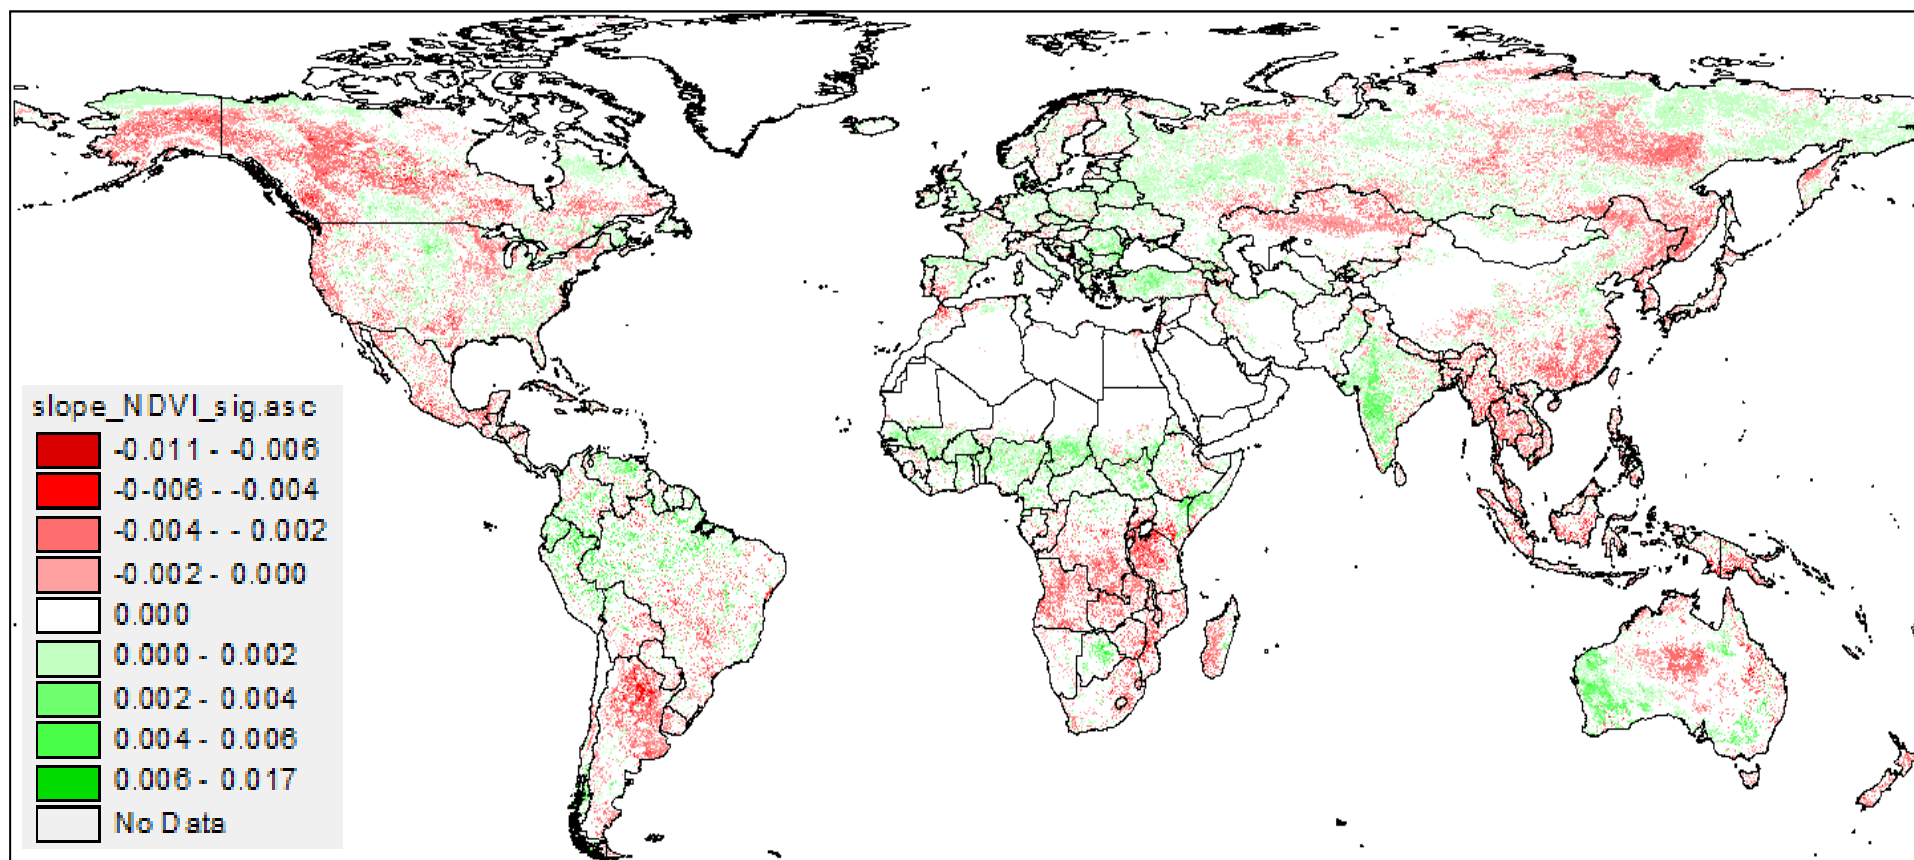 slope_NDVI_sig.asc
-0.011 - -0.006
-0-006 - -0.004
-0.004 - - 0.002
-0.002 - 0.000
0.000
0.000 - 0.002
0.002 - 0.004
0.004 - 0.006
0.006 - 0.017
No Data